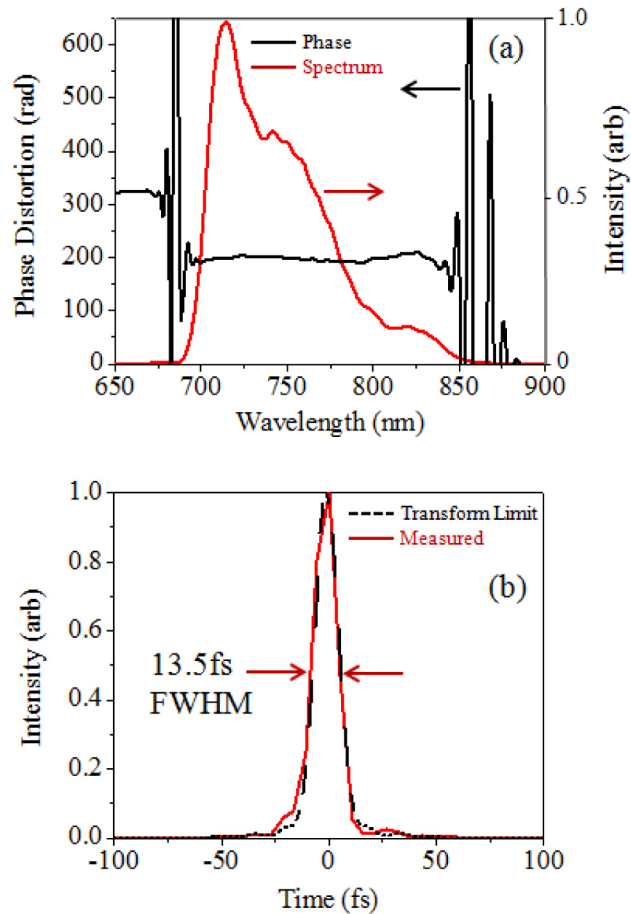 600
500
400
300
200
100
0
Phase Distortion (rad)
Phase
Spectrum
(a)
1.0
0.5
0
Intensity (arb)
650 700 750 800 850 900
Wavelength (nm)
1.0
0.8
0.6
0.4
0.2
0.0
Intensity (arb)
Transform Limit
Measured
(b)
13.5fs
FWHM
-100 -50 0 50 100
Time (fs)